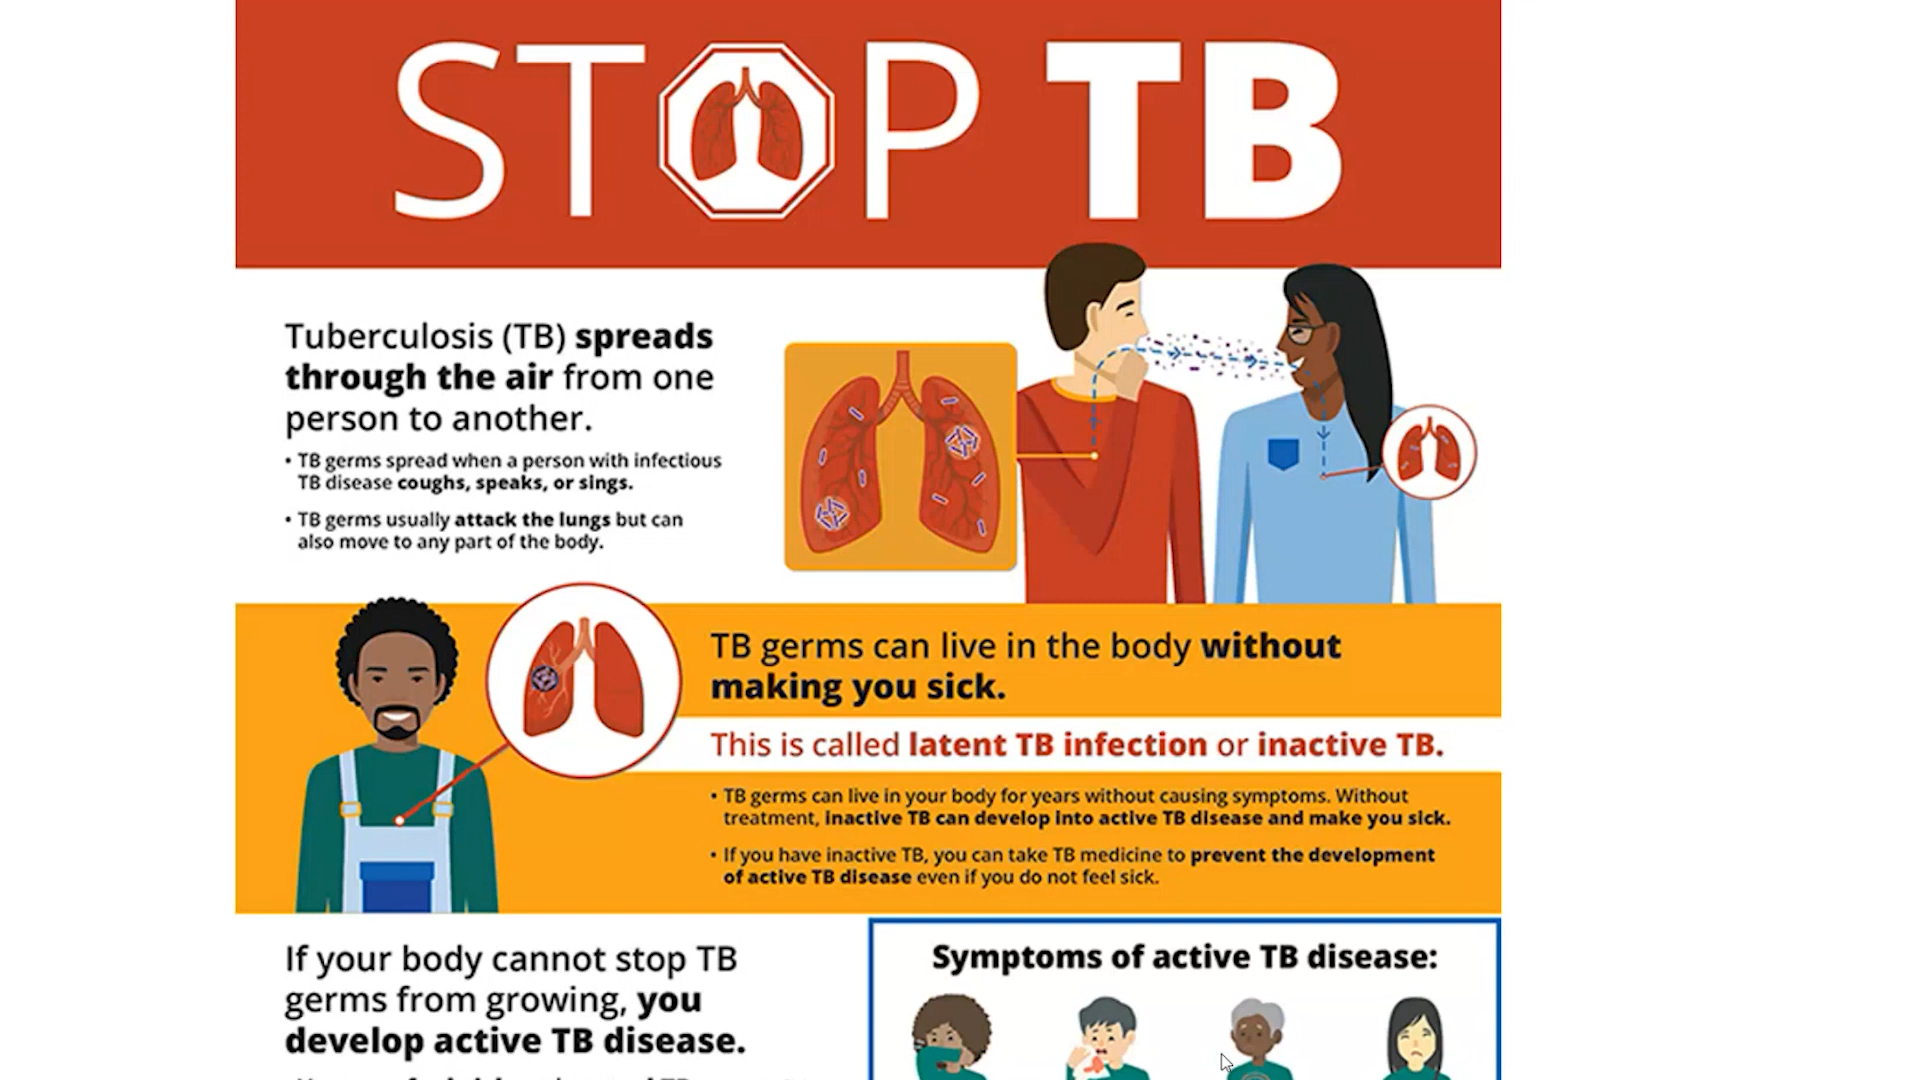 STOP TB
Tuberculosis (TB) spreads
through the air from one
person to another.
• TB germs spread when a person with infectious
TB disease coughs, speaks, or sings.
• TB germs usually attack the lungs but can
also move to any part of the body.
TB germs can live in the body without
making you sick.
This is called latent TB infection or inactive TB.
• TB germs can live in your body for years without causing symptoms. Without
treatment, inactive TB can develop into active TB disease and make you sick.
• If you have inactive TB, you can take TB medicine to prevent the development
of active TB disease even if you do not feel sick.
If your body cannot stop TB
germs from growing, you
develop active TB disease.
Symptoms of active TB disease: